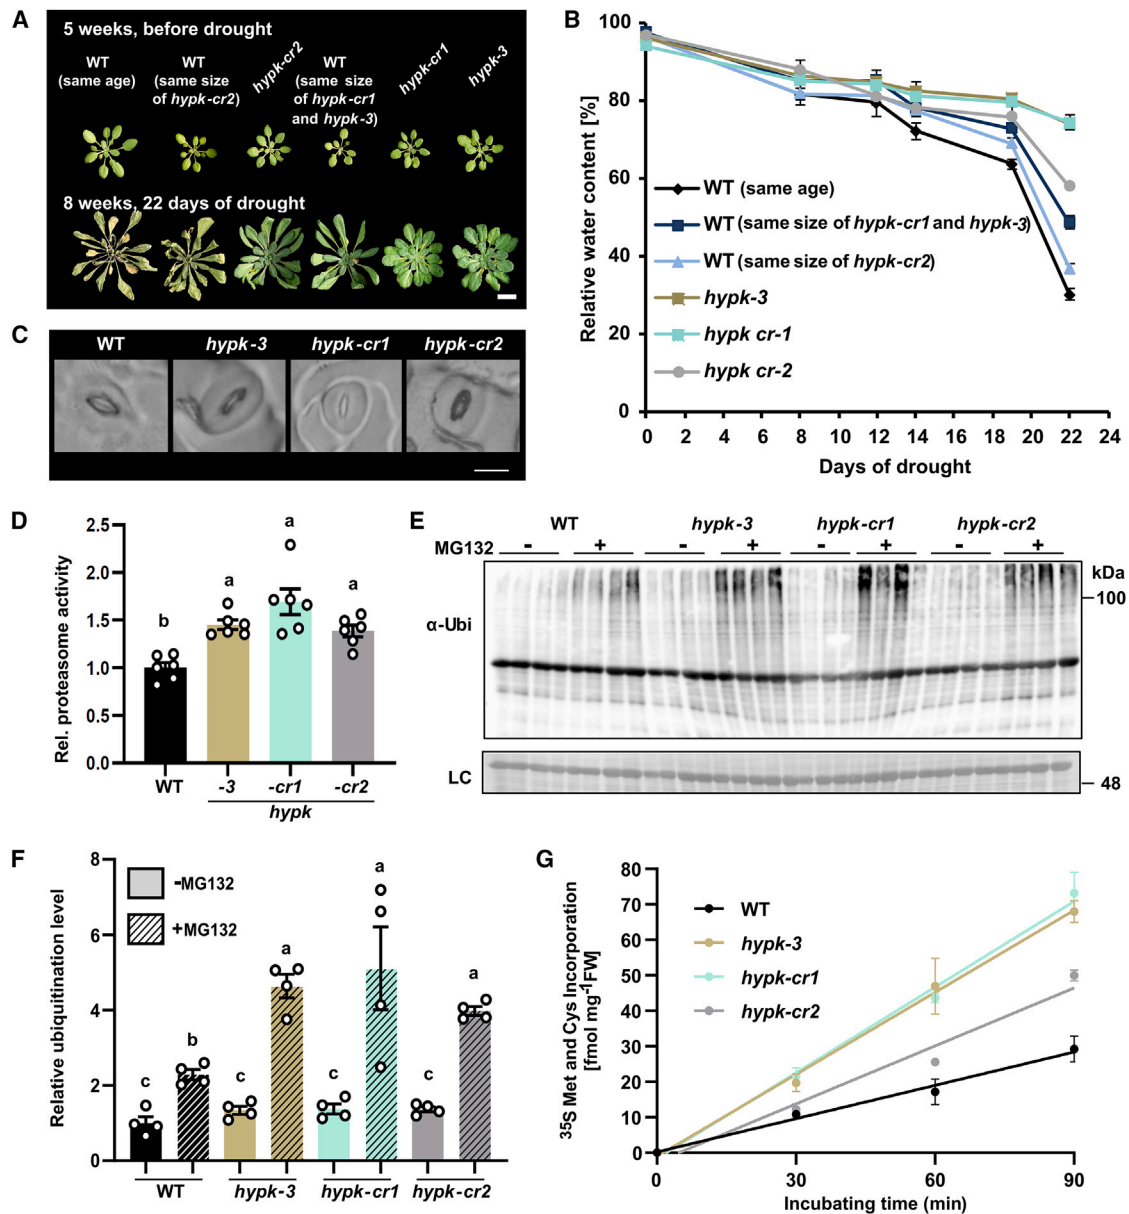 A
5 weeks, before drought
WT
(same age)
WT
(same size
of hypk-cr2)
hypk-cr2
WT
(same size
of hypk-cr1
and hypk-3)
hypk-cr1
hypk-3
8 weeks, 22 days of drought
B
Relative water content [%]
100
80
60
40
20
0
WT (same age)
WT (same size of hypk-cr1 and hypk-3)
WT (same size of hypk-cr2)
hypk-3
hypk cr-1
hypk cr-2
0 2 4 6 8 10 12 14 16 18 19 20 22 24
Days of drought
C
WT hypk-3 hypk-cr1 hypk-cr2
D
Rel. proteasome activity
2.5
2.0
1.5
1.0
0.5
0.0
b a a a
WT -3 -cr1 -cr2
hypk
E
WT hypk-3 hypk-cr1 hypk-cr2
MG132 - + - + - + - +
kDa
100
α-Ubi
LC
48
F
Relative ubiquitination level
8
6
4
2
0
-MG132
+MG132
c b c a c a c a
WT hypk-3 hypk-cr1 hypk-cr2
G
35S Met and Cys Incorporation
[fmol mg-1FW]
80
70
60
50
40
30
20
10
0
WT
hypk-3
hypk-cr1
hypk-cr2
0 30 60 90
Incubating time (min)